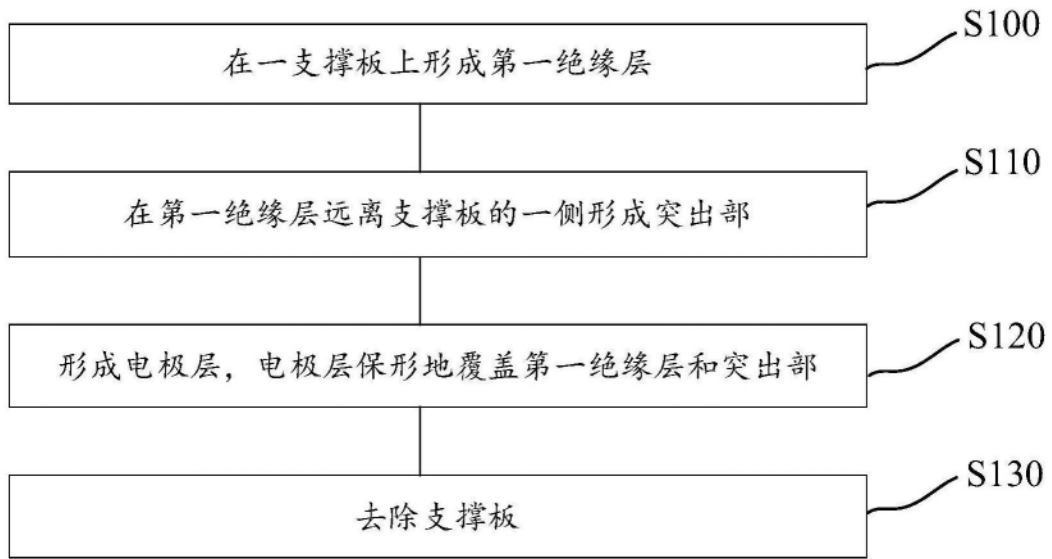 S100
在一支撑板上形成第一绝缘层
S110
在第一绝缘层远离支撑板的一侧形成突出部
S120
形成电极层，电极层保形地覆盖第一绝缘层和突出部
S130
去除支撑板